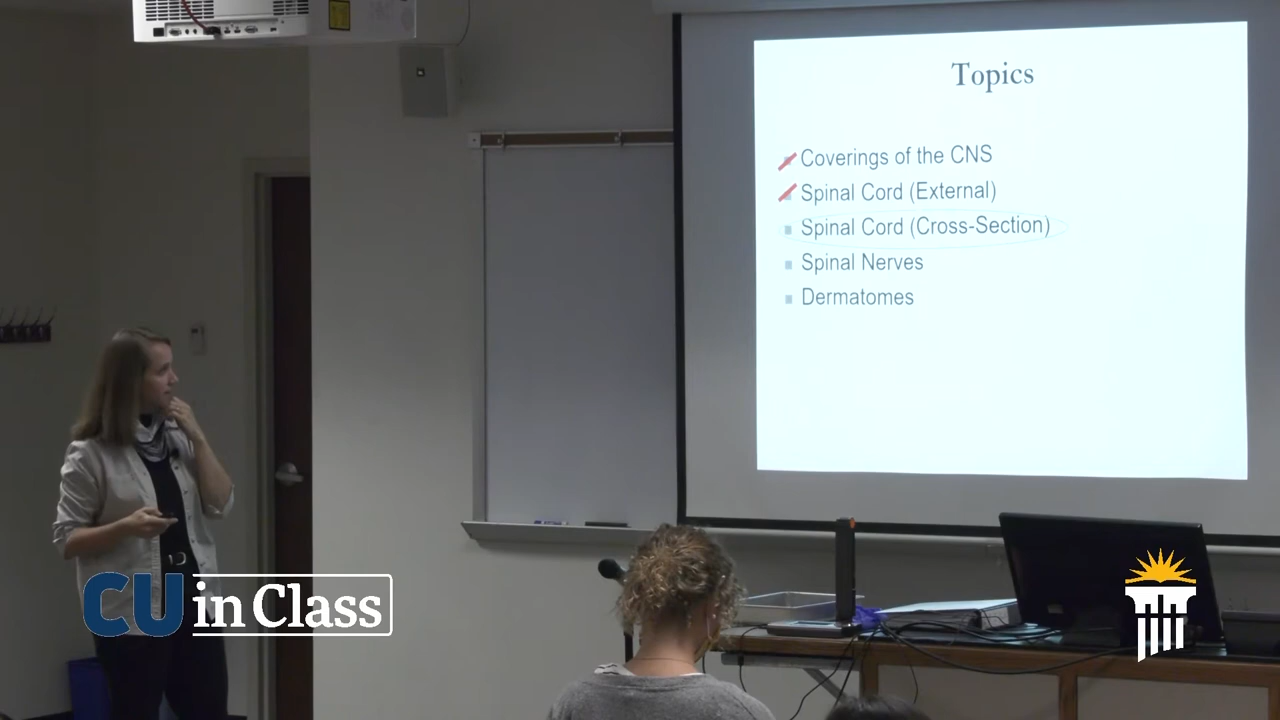 Topics
Coverings of the CNS
Spinal Cord (External)
Spinal Cord (Cross-Section)
Spinal Nerves
Dermatomes
CU in Class